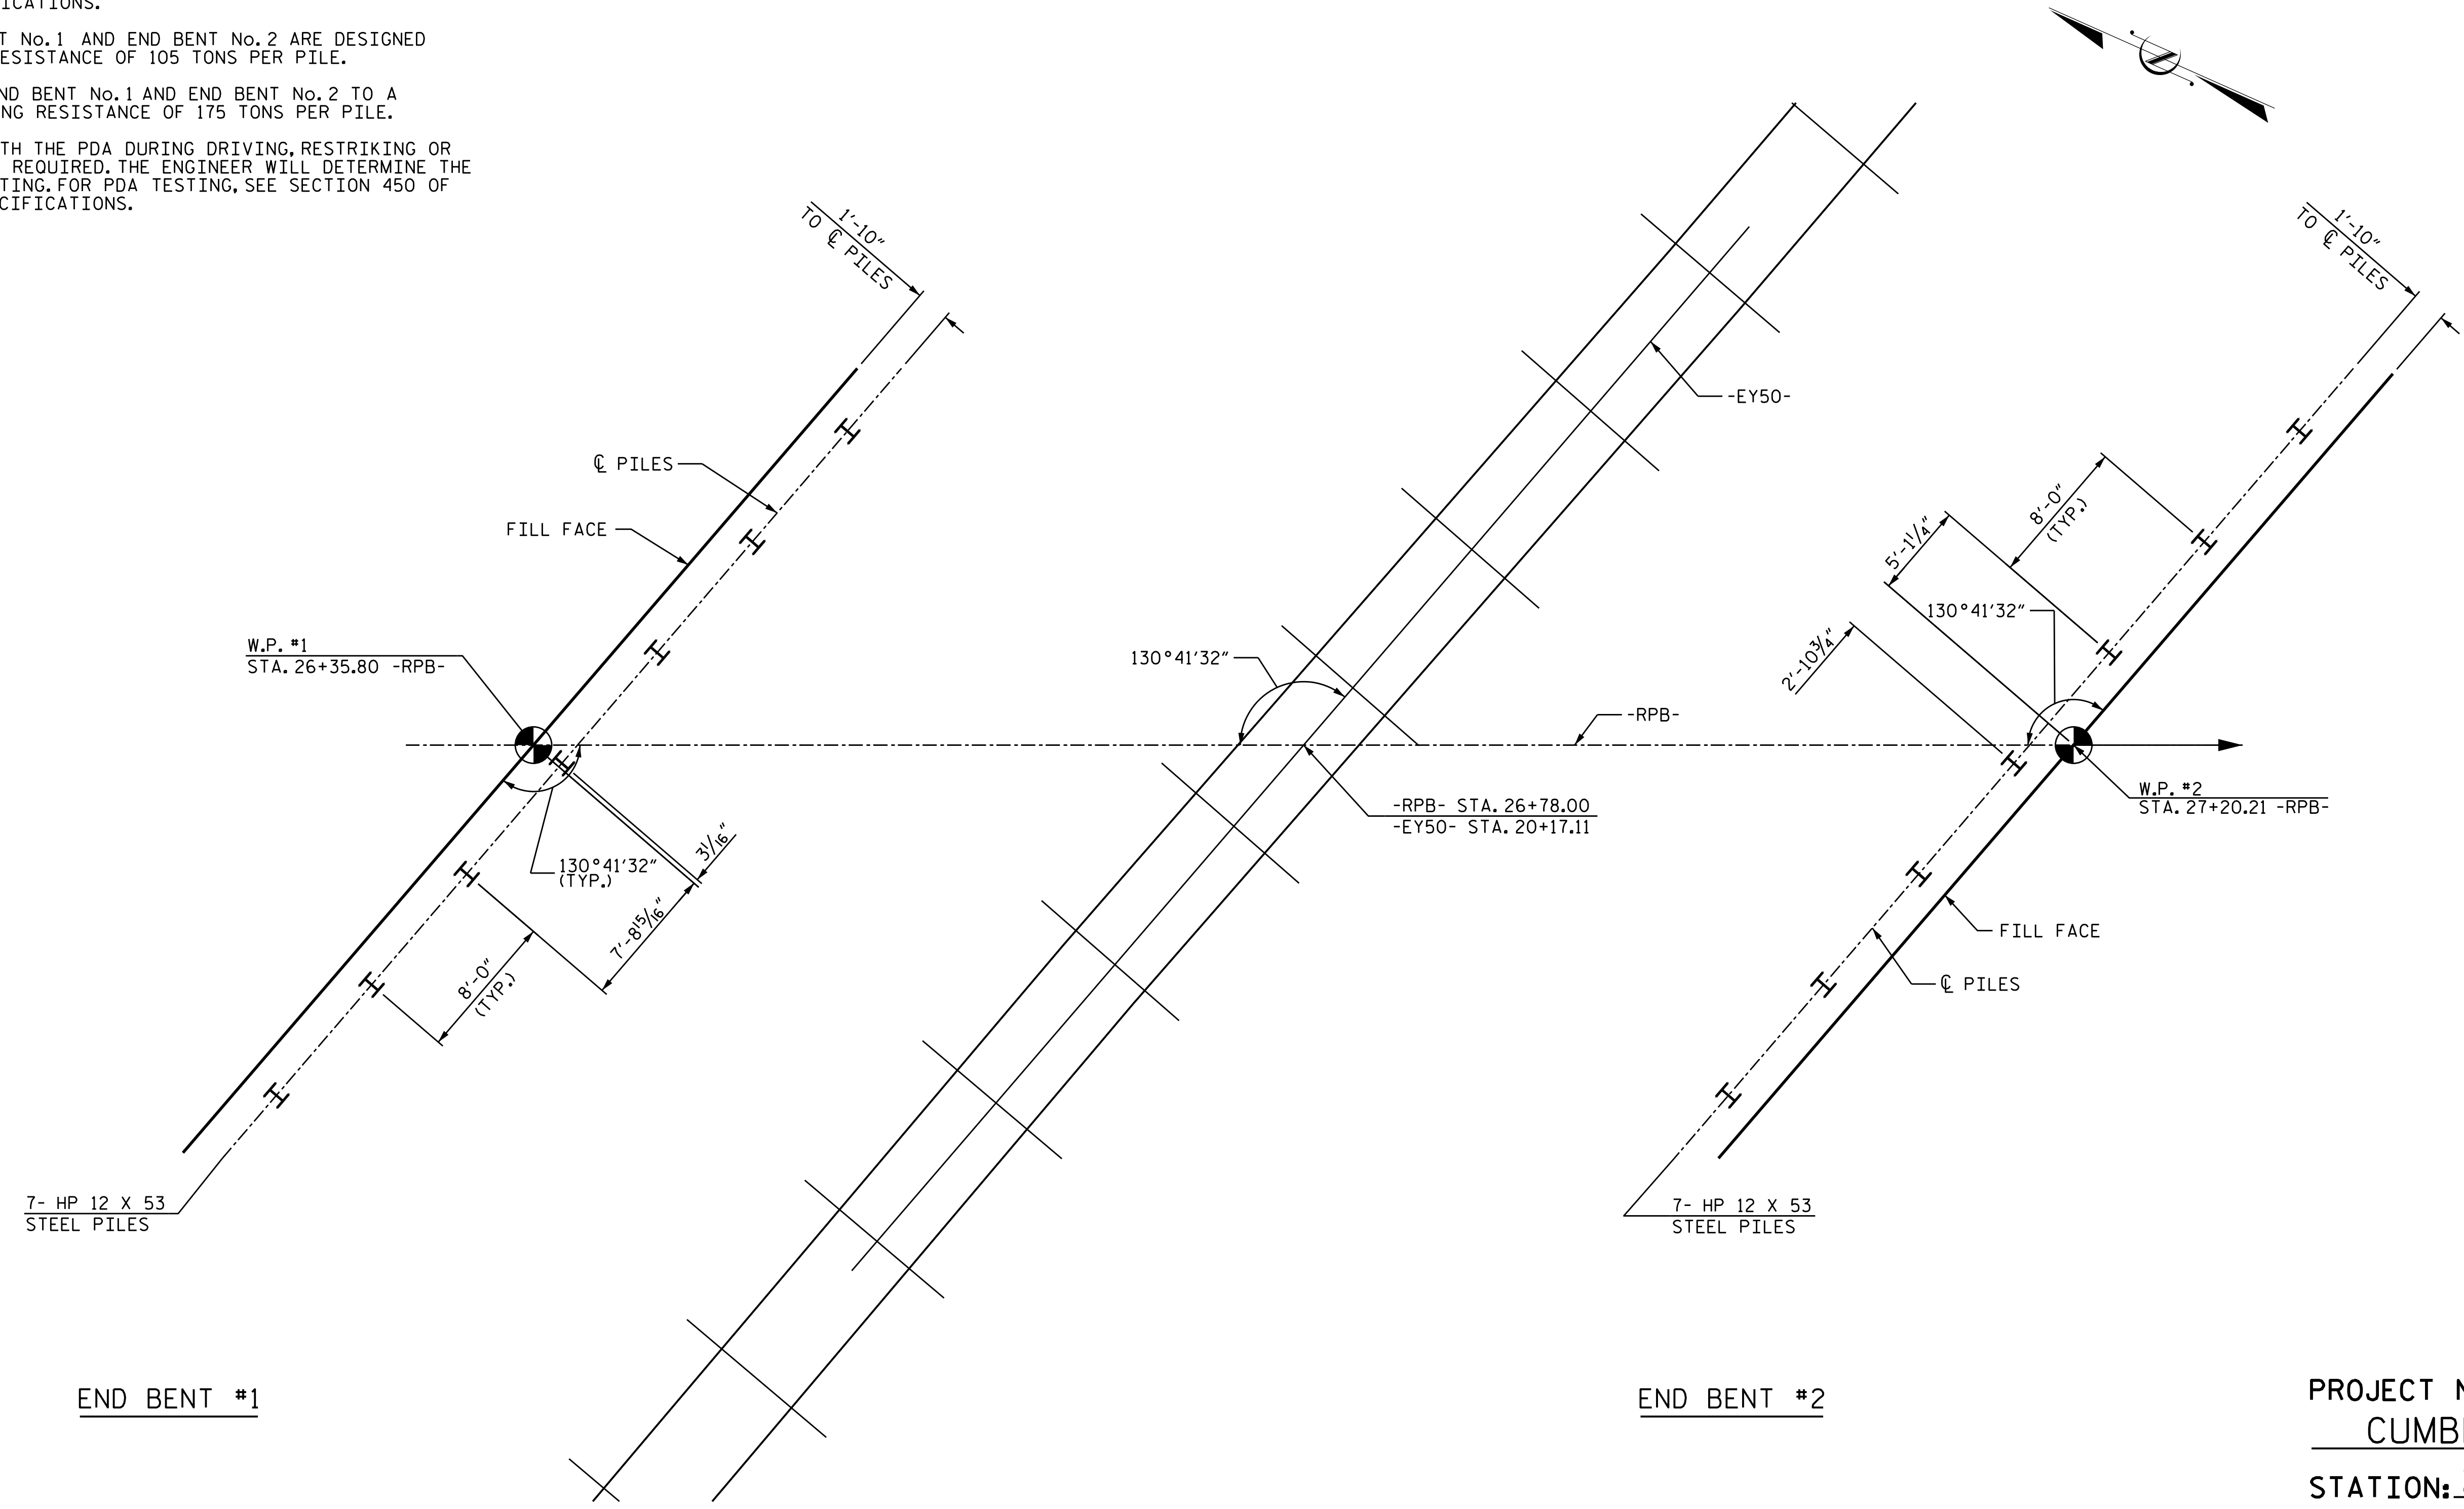 ICATIONS.
T No. 1 AND END BENT No. 2 ARE DESIGNED
ESISTANCE OF 105 TONS PER PILE.
ND BENT No. 1 AND END BENT No. 2 TO A
NG RESISTANCE OF 175 TONS PER PILE.
TH THE PDA DURING DRIVING, RESTRIKING OR
REQUIRED. THE ENGINEER WILL DETERMINE THE
TING. FOR PDA TESTING, SEE SECTION 450 OF
CIFICATIONS.
1'-10"
TO ℄ PILES
1'-10"
TO ℄ PILES
-EY50-
℄ PILES
FILL FACE
8'-0"
(TYP.)
5'-1 1/4"
130°41'32"
2'-10 3/4"
W.P. #1
STA. 26+35.80 -RPB-
130°41'32"
-RPB-
-RPB- STA. 26+78.00
-EY50- STA. 20+17.11
W.P. #2
STA. 27+20.21 -RPB-
3 1/16"
130°41'32"
(TYP.)
7'-8 15/16"
8'-0"
(TYP.)
FILL FACE
℄ PILES
7- HP 12 X 53
STEEL PILES
7- HP 12 X 53
STEEL PILES
END BENT #1
END BENT #2
PROJECT N
CUMB
STATION: